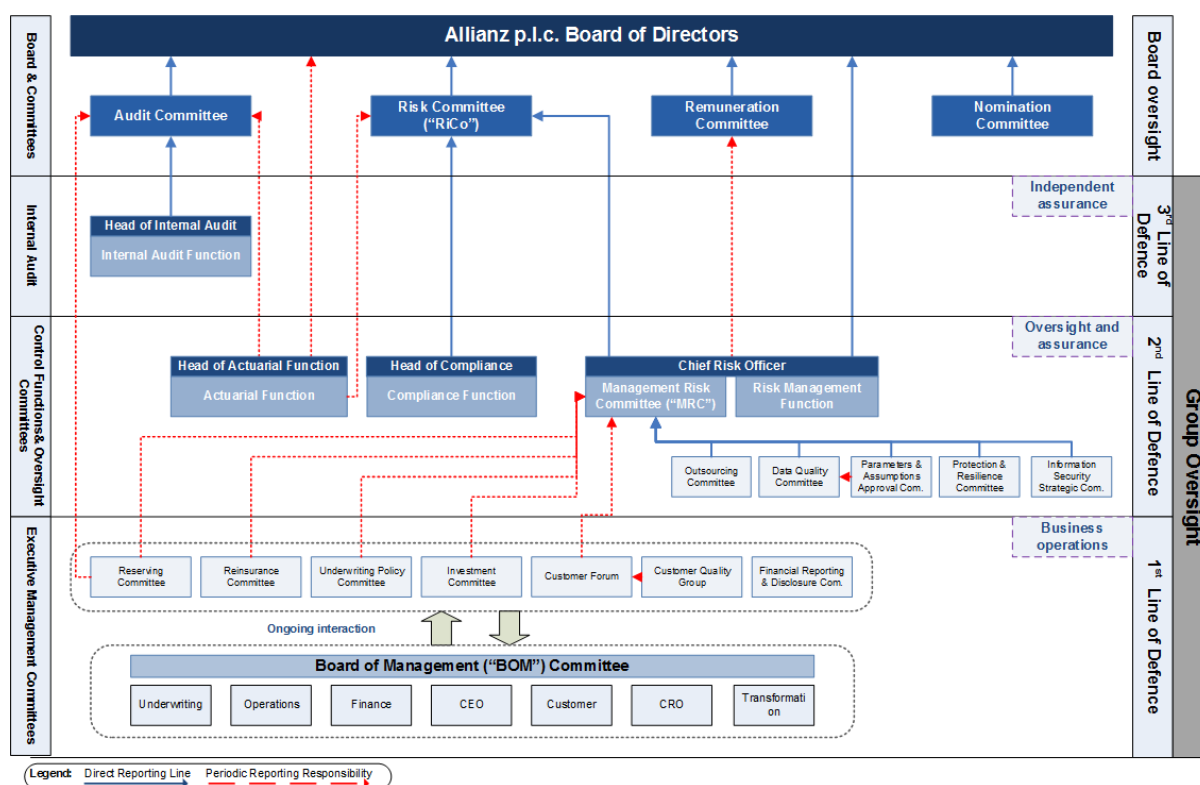 Allianz p.l.c. Board of Directors
Board & Committees
Board oversight
Audit Committee
Risk Committee
("RiCo")
Remuneration
Committee
Nomination
Committee
Internal Audit
Independent
assurance
3rd Line of
Defence
Head of Internal Audit
Internal Audit Function
Group Oversight
Control Functions& Oversight
Committees
Oversight and
assurance
2nd Line of Defence
Head of Actuarial Function
Actuarial Function
Head of Compliance
Compliance Function
Chief Risk Officer
Management Risk
Committee ("MRC")
Risk Management
Function
Outsourcing
Committee
Data Quality
Committee
Parameters &
Assumptions
Approval Com.
Protection &
Resilience
Committee
Information
Security
Strategic Com.
Executive Management Committees
Business
operations
1st Line of Defence
Reserving
Committee
Reinsurance
Committee
Underwriting Policy
Committee
Investment
Committee
Customer Forum
Customer Quality
Group
Financial Reporting
& Disclosure Com.
Ongoing interaction
Board of Management ("BOM") Committee
Underwriting
Operations
Finance
CEO
Customer
CRO
Transformati
on
Legend: Direct Reporting Line Periodic Reporting Responsibility